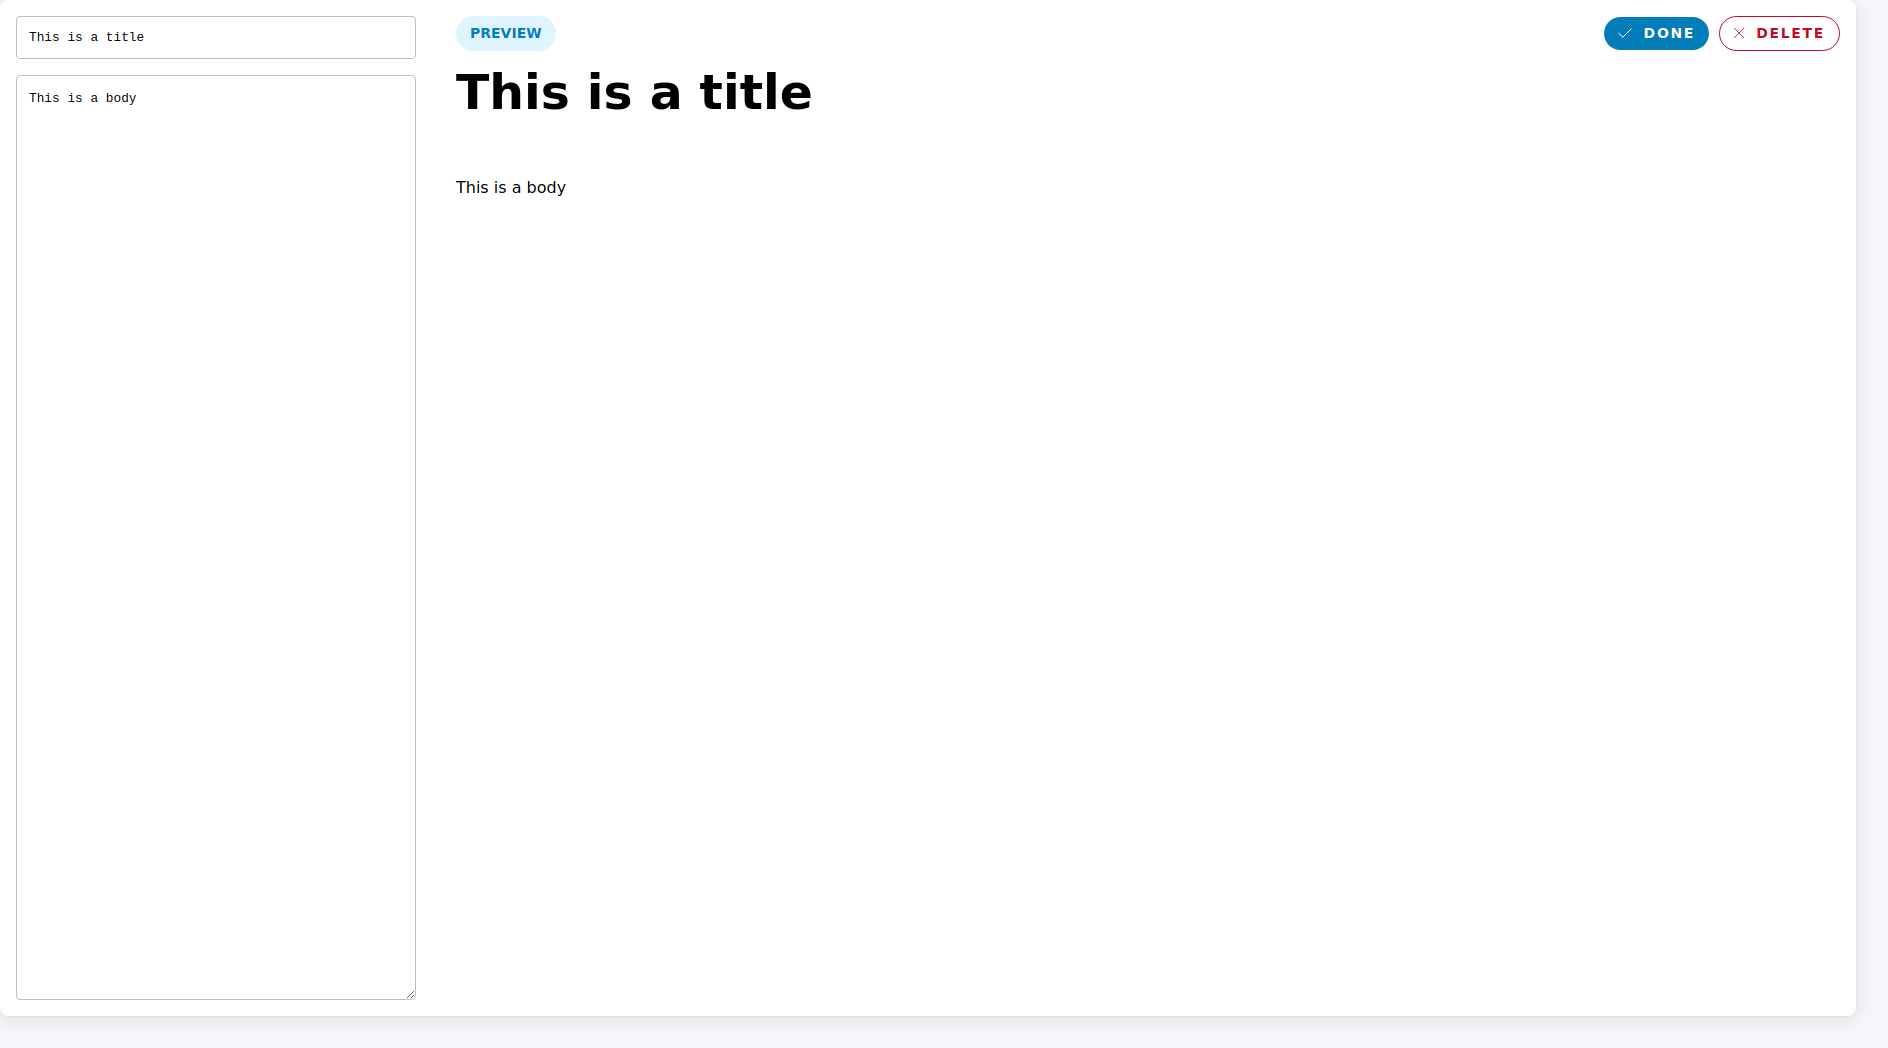 This is a title
This is a body
PREVIEW
DONE
DELETE
This is a title
This is a body